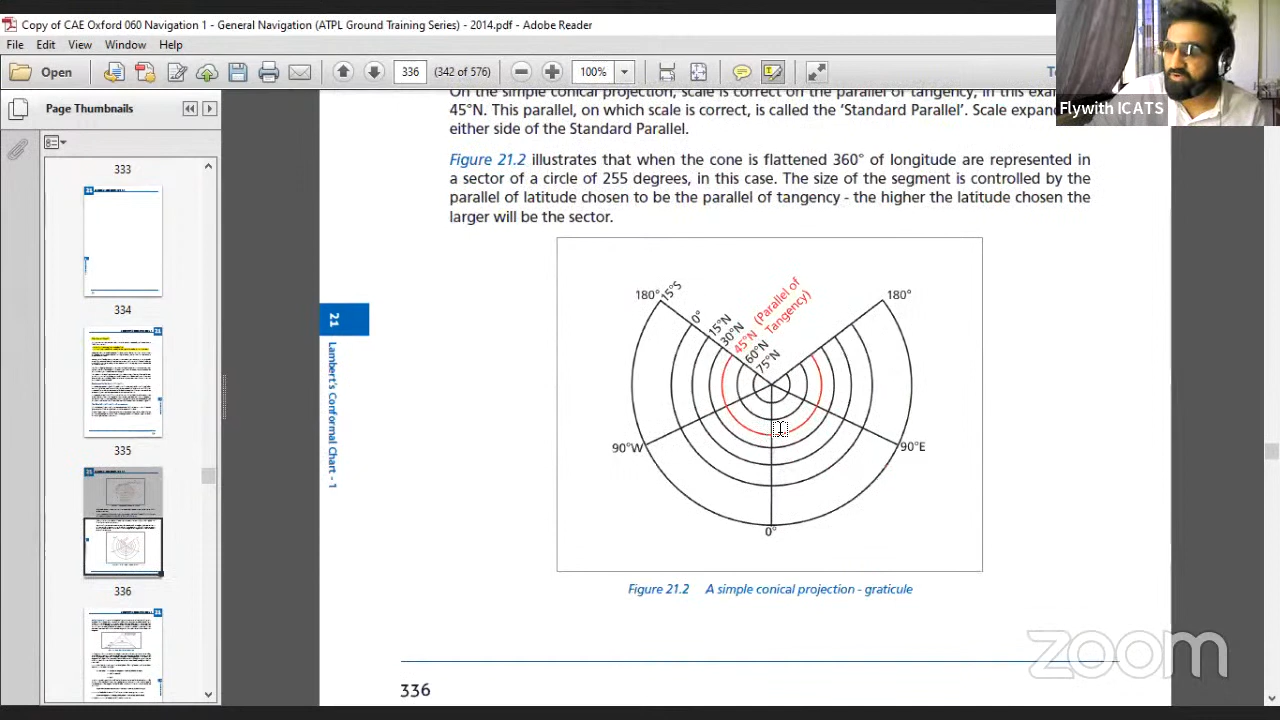 Copy of CAE Oxford 060 Navigation 1 - General Navigation (ATPL Ground Training Series) - 2014.pdf - Adobe Reader
File Edit View Window Help
Open 336 (342 of 576) 100%
Flywith ICATS
Page Thumbnails
333
334
335
336
On the simple conical projection, scale is correct on the parallel of tangency, in this
45°N. This parallel, on which scale is correct, is called the 'Standard Parallel'. Scale
either side of the Standard Parallel.
Figure 21.2 illustrates that when the cone is flattened 360° of longitude are represented in
a sector of a circle of 255 degrees, in this case. The size of the segment is controlled by the
parallel of latitude chosen to be the parallel of tangency - the higher the latitude chosen the
larger will be the sector.
21
Lambert's Conformal Chart - 1
180°
15°S
0°
15°N
30°N
45°N (Parallel of
Tangency)
60°N
75°N
180°
90°W
90°E
0°
Figure 21.2 A simple conical projection - graticule
336
zoom